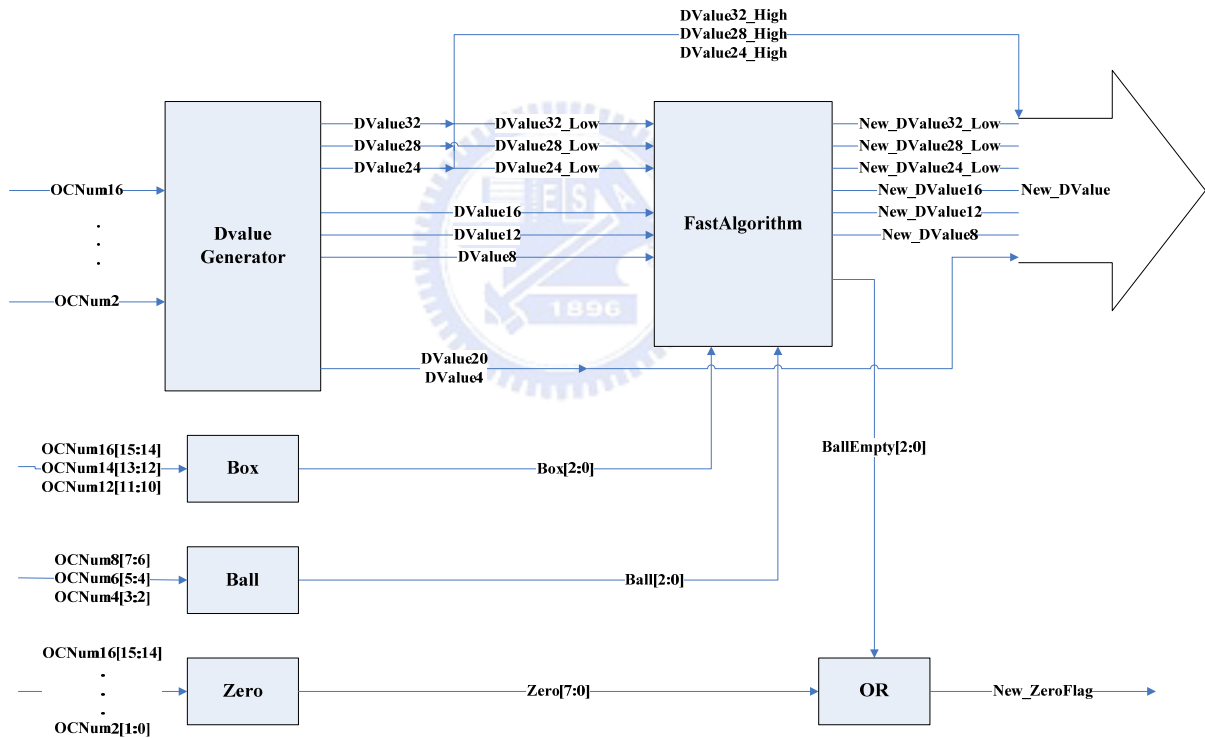 DValue32_High
DValue28_High
DValue24_High
DValue32
DValue28
DValue24
DValue32_Low
DValue28_Low
DValue24_Low
New_DValue32_Low
New_DValue28_Low
New_DValue24_Low
New_DValue16
New_DValue12
New_DValue8
New_DValue
OCNum16
.
.
.
OCNum2
Dvalue
Generator
DValue16
DValue12
DValue8
FastAlgorithm
ESA
1896
DValue20
DValue4
OCNum16[15:14]
OCNum14[13:12]
OCNum12[11:10]
Box
Box[2:0]
BallEmpty[2:0]
OCNum8[7:6]
OCNum6[5:4]
OCNum4[3:2]
Ball
Ball[2:0]
OCNum16[15:14]
.
.
.
OCNum2[1:0]
Zero
Zero[7:0]
OR
New_ZeroFlag